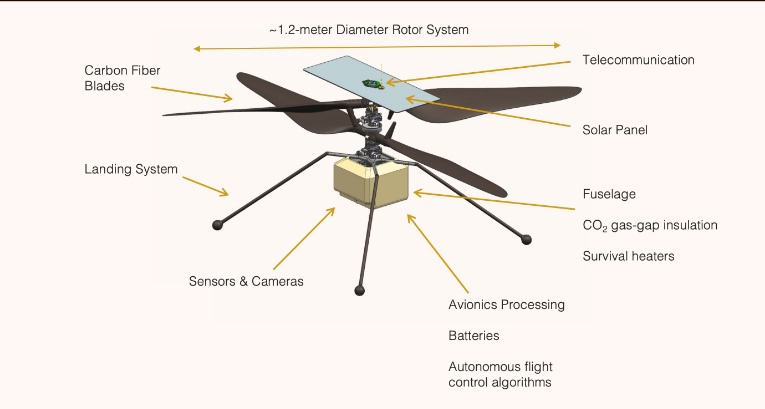 ~1.2-meter Diameter Rotor System
Telecommunication
Carbon Fiber
Blades
Solar Panel
Landing System
Fuselage
CO₂ gas-gap insulation
Survival heaters
Sensors & Cameras
Avionics Processing
Batteries
Autonomous flight
control algorithms